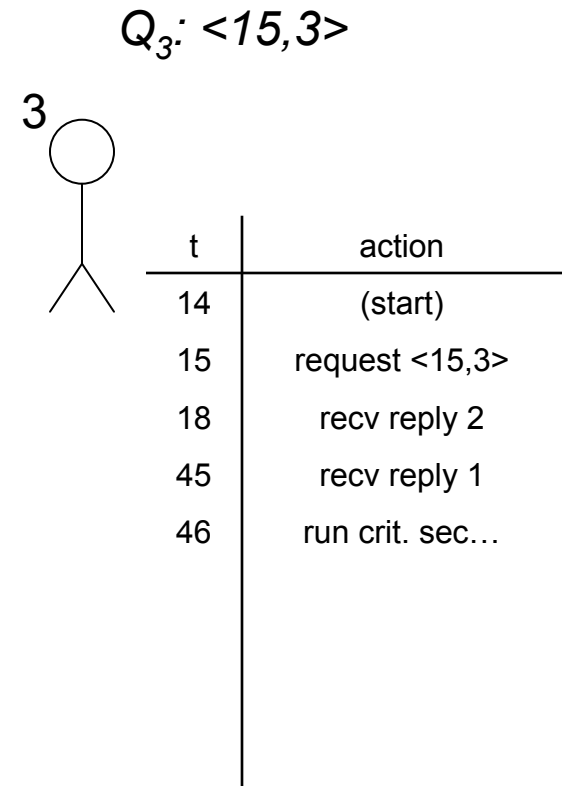 Q3: <15,3>
3
t action
14 (start)
15 request <15,3>
18 recv reply 2
45 recv reply 1
46 run crit. sec…